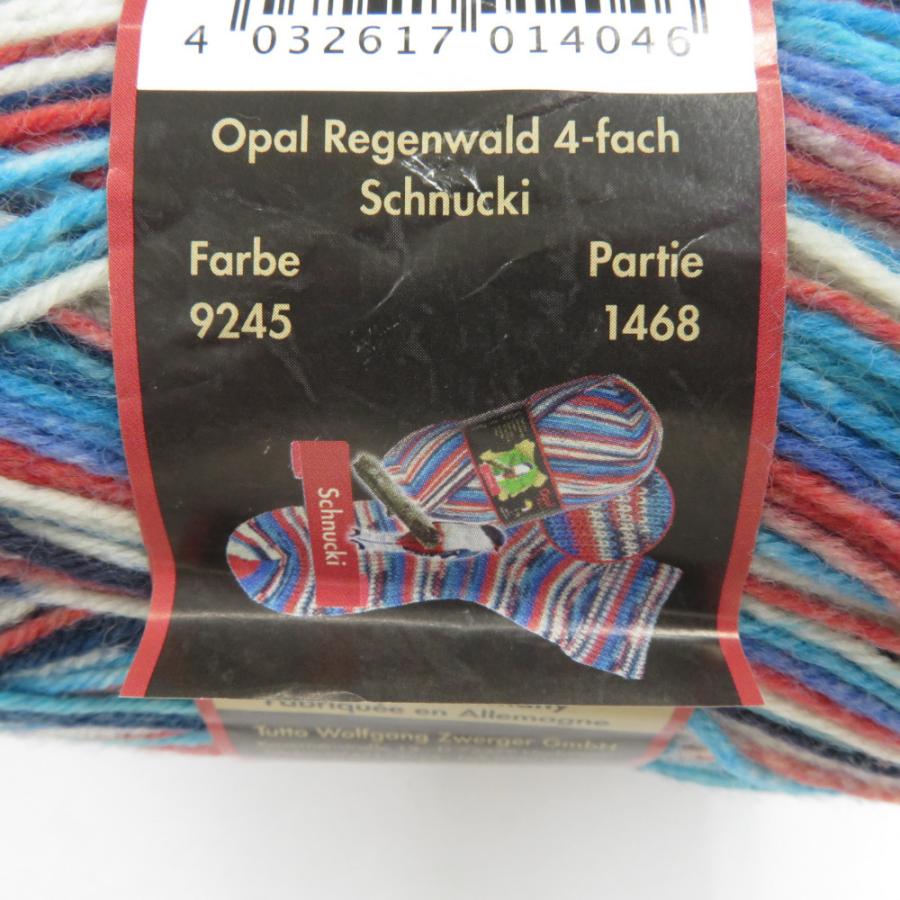 4 032617 014046
Opal Regenwald 4-fach
Schnucki
Farbe Partie
9245 1468
Schnucki
Fabriquée en Allemagne
Tutto Wolfgang Zwerger GmbH